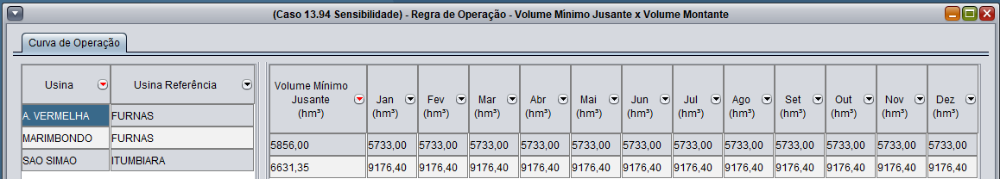 (Caso 13.94 Sensibilidade) - Regra de Operação - Volume Mínimo Jusante x Volume Montante
Curva de Operação
Usina Usina Referência
A. VERMELHA FURNAS
MARIMBONDO FURNAS
SAO SIMAO ITUMBIARA
Volume Mínimo Jusante (hm³) Jan (hm³) Fev (hm³) Mar (hm³) Abr (hm³) Mai (hm³) Jun (hm³) Jul (hm³) Ago (hm³) Set (hm³) Out (hm³) Nov (hm³) Dez (hm³)
5856,00 5733,00 5733,00 5733,00 5733,00 5733,00 5733,00 5733,00 5733,00 5733,00 5733,00 5733,00 5733,00
6631,35 9176,40 9176,40 9176,40 9176,40 9176,40 9176,40 9176,40 9176,40 9176,40 9176,40 9176,40 9176,40